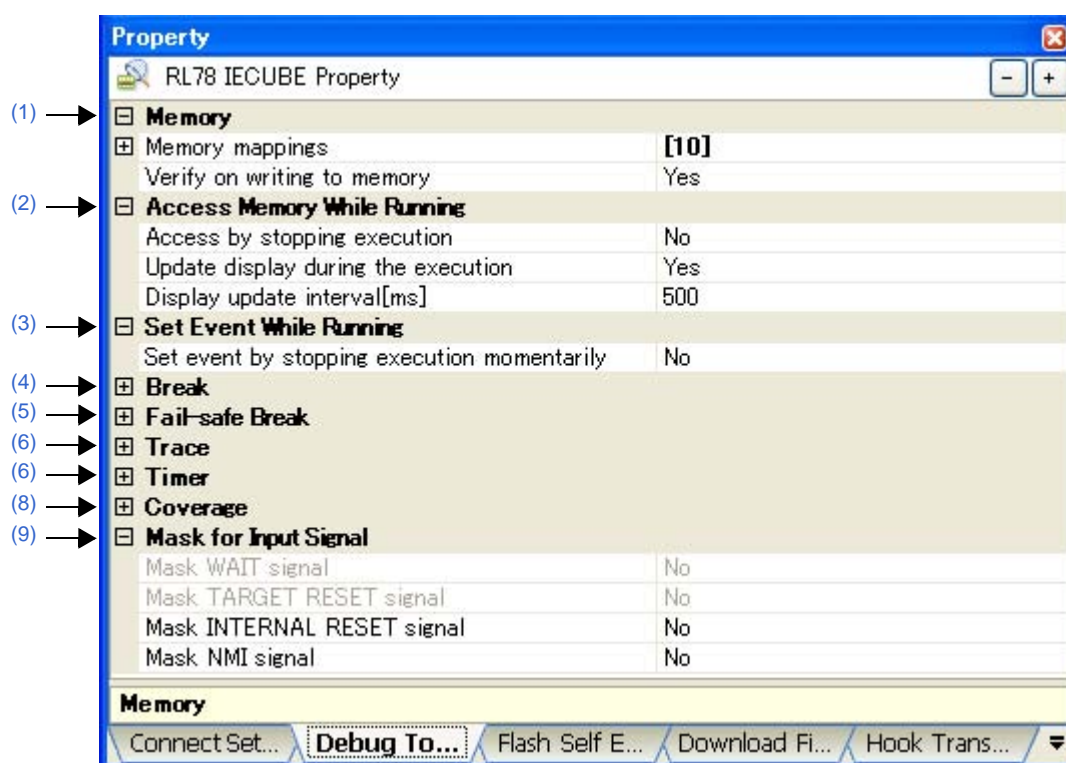 Property
RL78 IECUBE Property
- +
(1) Memory
Memory mappings [10]
Verify on writing to memory Yes
(2) Access Memory While Running
Access by stopping execution No
Update display during the execution Yes
Display update interval[ms] 500
(3) Set Event While Running
Set event by stopping execution momentarily No
(4) Break
(5) Fail-safe Break
(6) Trace
(6) Timer
(8) Coverage
(9) Mask for Input Signal
Mask WAIT signal No
Mask TARGET RESET signal No
Mask INTERNAL RESET signal No
Mask NMI signal No
Memory
Connect Set... Debug To... Flash Self E... Download Fi... Hook Trans...